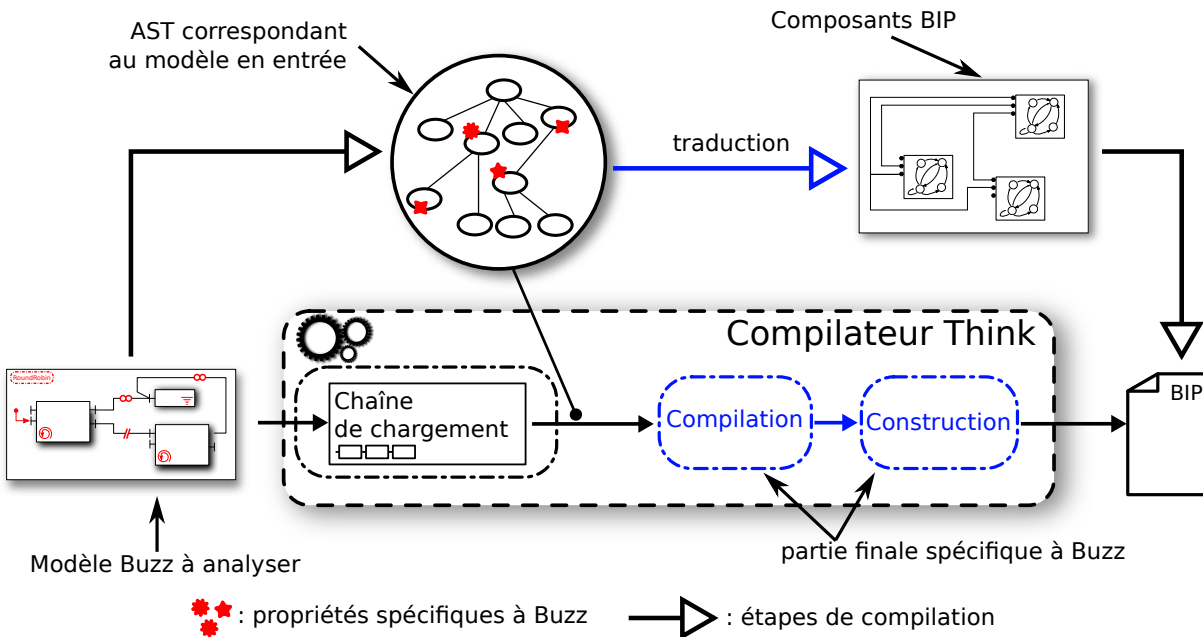 AST correspondant
au modèle en entrée
Composants BIP
traduction
Compilateur Think
RoundRobin
Chaîne
de chargement
Compilation
Construction
BIP
Modèle Buzz à analyser
partie finale spécifique à Buzz
: propriétés spécifiques à Buzz
: étapes de compilation